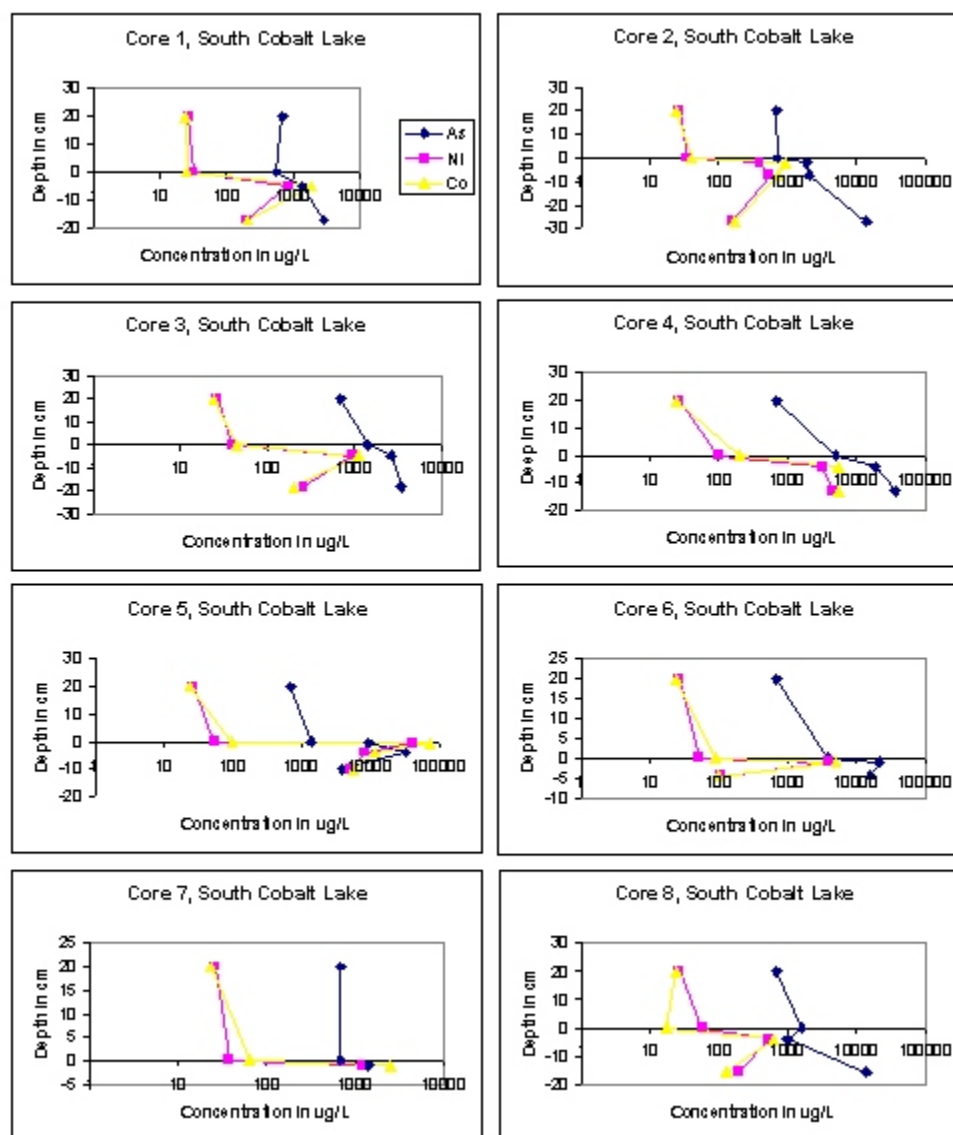 Core 1, South Cobalt Lake
Depth in cm
30
20
10
0
-10
-20
10 100 1000 10000
Concentration in ug/L
As
Ni
Co
Core 2, South Cobalt Lake
Depth in cm
30
20
10
0
-10
-20
-30
10 100 1000 10000 100000
Concentration in ug/L
Core 3, South Cobalt Lake
Depth in cm
30
20
10
0
-10
-20
-30
10 100 1000 10000
Concentration in ug/L
Core 4, South Cobalt Lake
Deep in cm
30
20
10
0
-10
-20
1 10 100 1000 10000 100000
Concentration in ug/L
Core 5, South Cobalt Lake
Depth in cm
30
20
10
0
-10
-20
1 10 100 1000 10000 100000
Concentration in ug/L
Core 6, South Cobalt Lake
Depth in cm
25
20
15
10
5
0
-5
-10
1 10 100 1000 10000 100000
Concentration in ug/L
Core 7, South Cobalt Lake
Depth in cm
25
20
15
10
5
0
-5
10 100 1000 10000
Concentration in ug/L
Core 8, South Cobalt Lake
Depth in cm
30
20
10
0
-10
-20
10 100 1000 10000 100000
Concentration in ug/L